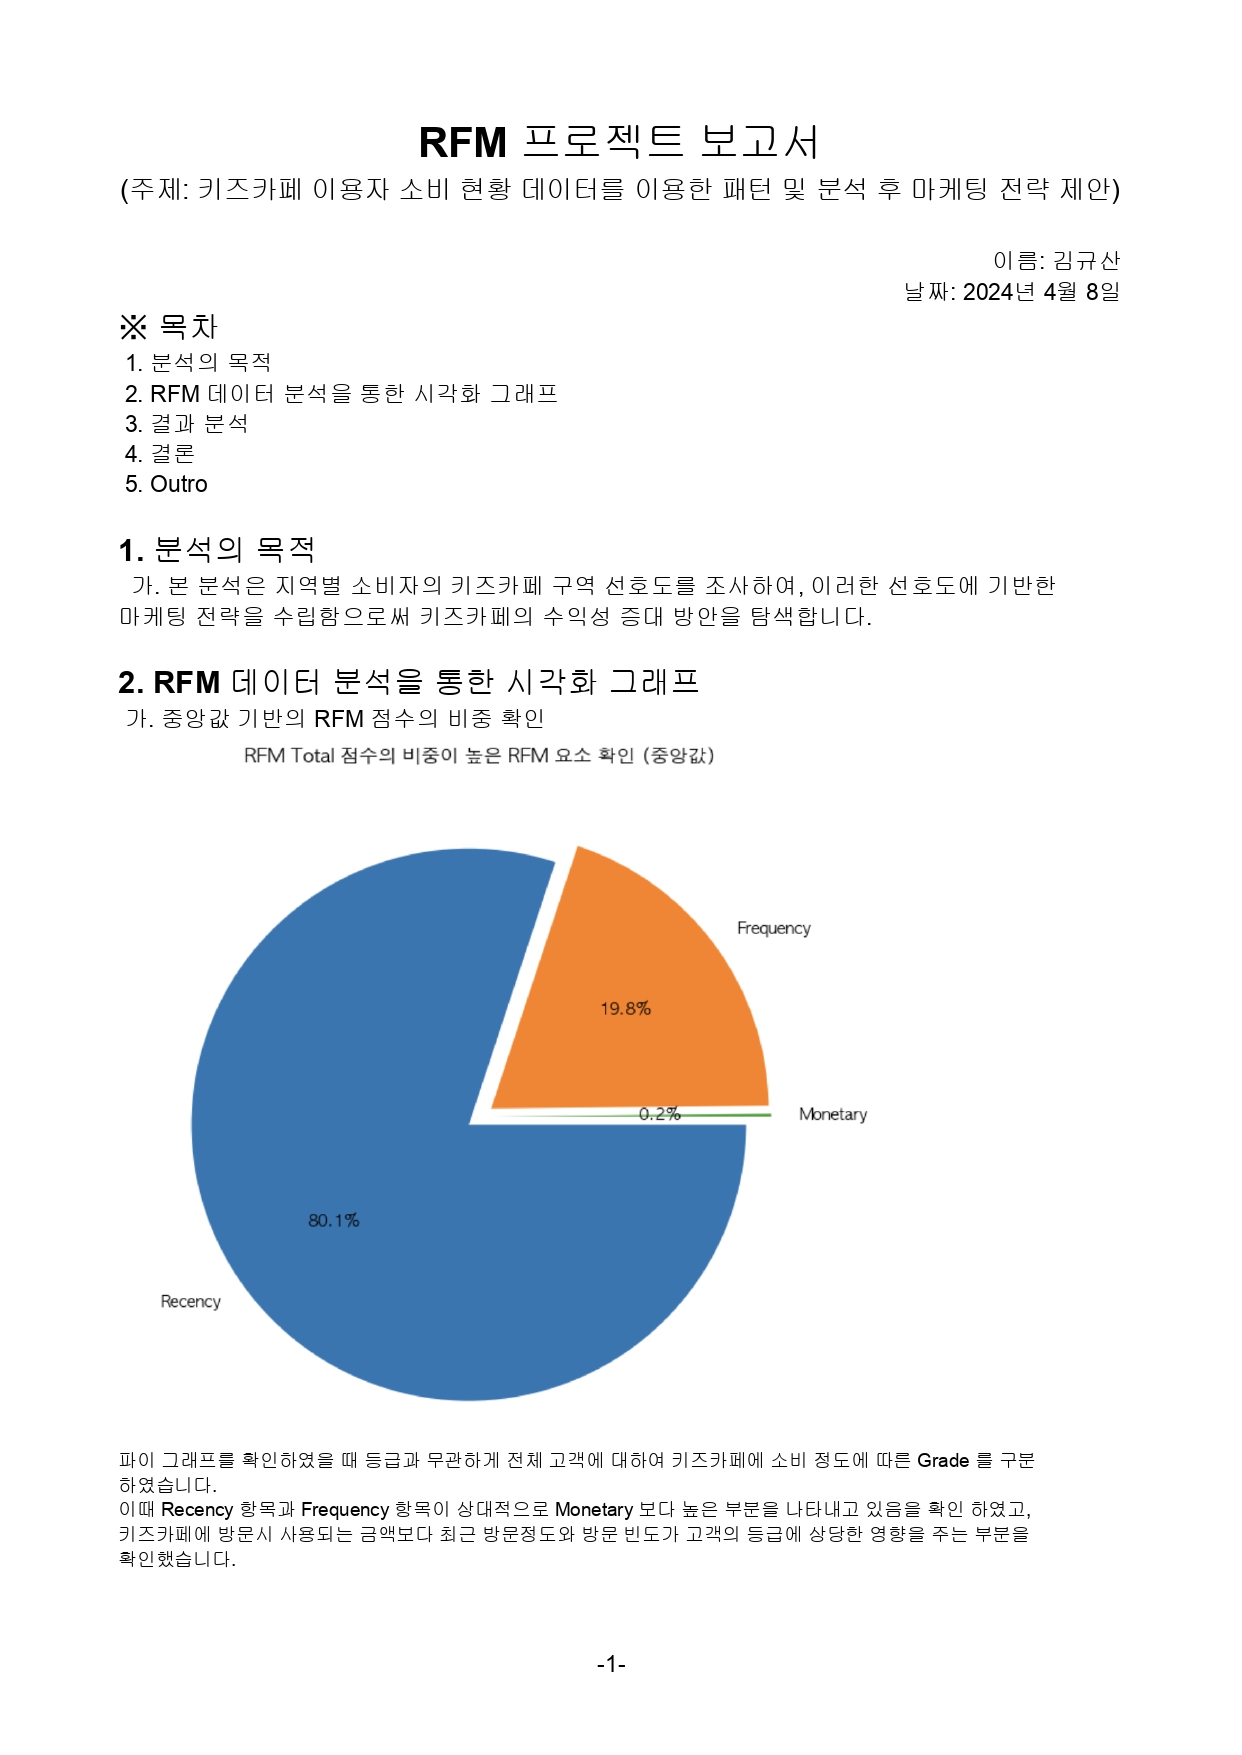 RFM 프로젝트 보고서
(주제: 키즈카페 이용자 소비 현황 데이터를 이용한 패턴 및 분석 후 마케팅 전략 제안)
이름: 김규산
날짜: 2024년 4월 8일
※ 목차
1. 분석의 목적
2. RFM 데이터 분석을 통한 시각화 그래프
3. 결과 분석
4. 결론
5. Outro
1. 분석의 목적
가. 본 분석은 지역별 소비자의 키즈카페 구역 선호도를 조사하여, 이러한 선호도에 기반한
마케팅 전략을 수립함으로써 키즈카페의 수익성 증대 방안을 탐색합니다.
2. RFM 데이터 분석을 통한 시각화 그래프
가. 중앙값 기반의 RFM 점수의 비중 확인
RFM Total 점수의 비중이 높은 RFM 요소 확인 (중앙값)
Frequency
19.8%
0.2%
Monetary
80.1%
Recency
파이 그래프를 확인하였을 때 등급과 무관하게 전체 고객에 대하여 키즈카페에 소비 정도에 따른 Grade 를 구분
하였습니다.
이때 Recency 항목과 Frequency 항목이 상대적으로 Monetary 보다 높은 부분을 나타내고 있음을 확인 하였고,
키즈카페에 방문시 사용되는 금액보다 최근 방문정도와 방문 빈도가 고객의 등급에 상당한 영향을 주는 부분을
확인했습니다.
-1-